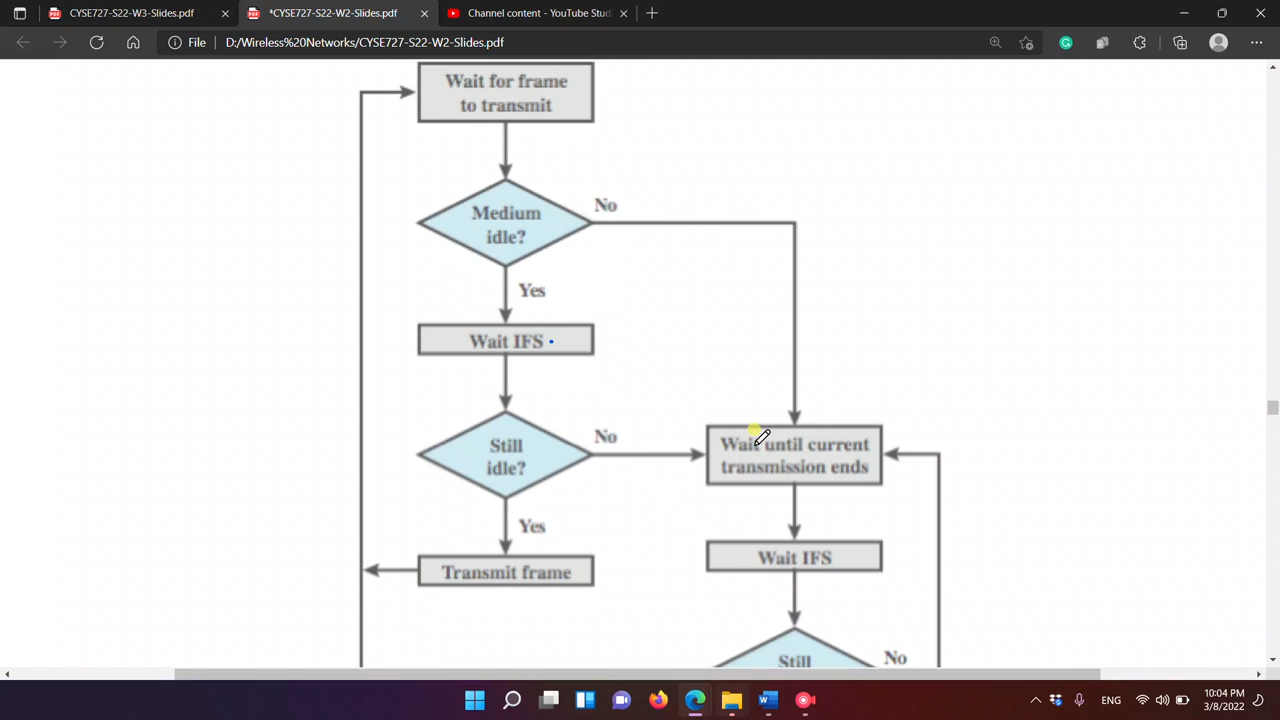 CYSE727-S22-W3-Slides.pdf
*CYSE727-S22-W2-Slides.pdf
Channel content - YouTube Stud
File
D:/Wireless%20Networks/CYSE727-S22-W2-Slides.pdf
Wait for frame
to transmit
Medium
idle?
No
Yes
Wait IFS
Still
idle?
No
Wait until current
transmission ends
Yes
Wait IFS
Transmit frame
Still
No
ENG
10:04 PM
3/8/2022